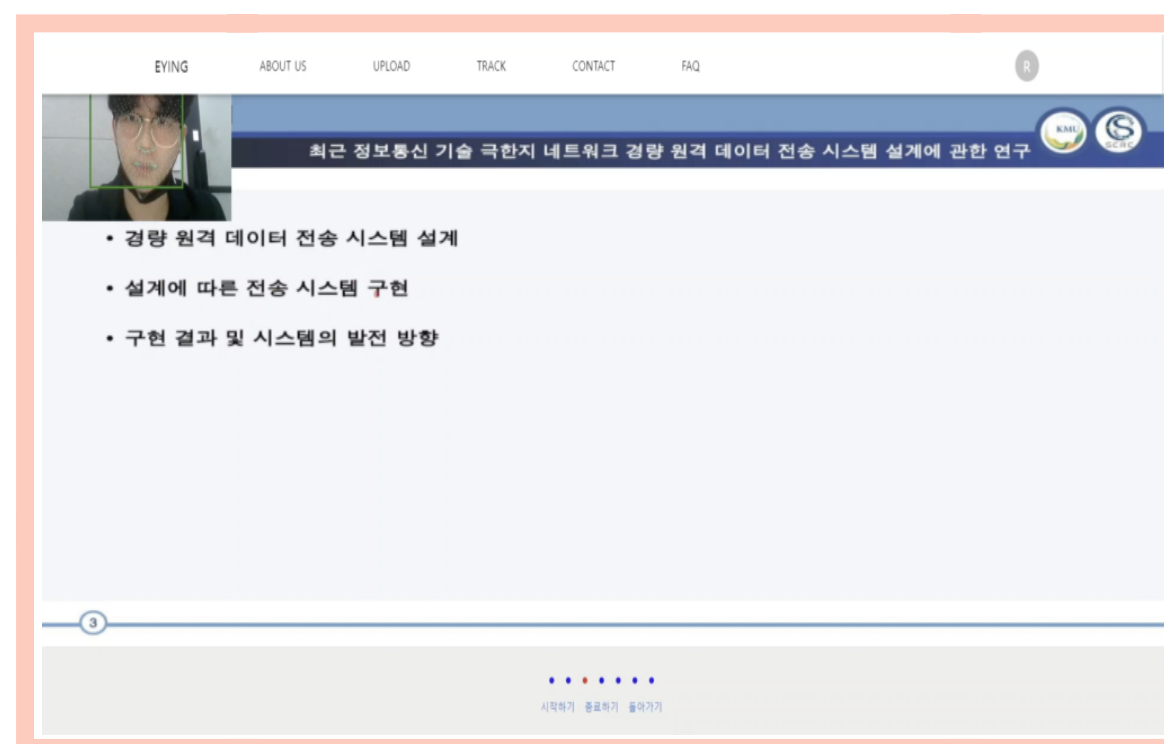 EYING ABOUT US UPLOAD TRACK CONTACT FAQ R
최근 정보통신 기술 극한지 네트워크 경량 원격 데이터 전송 시스템 설계에 관한 연구
KMU
SCRC
• 경량 원격 데이터 전송 시스템 설계
• 설계에 따른 전송 시스템 구현
• 구현 결과 및 시스템의 발전 방향
3
시작하기 종료하기 돌아가기